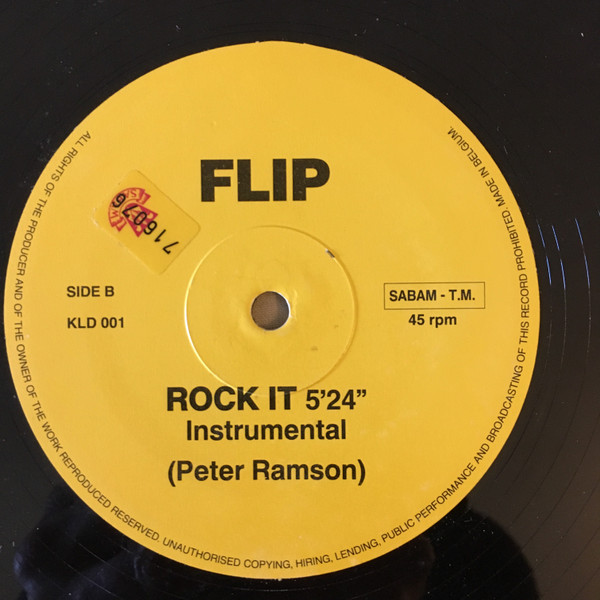 FLIP
716076
SIDE B
KLD 001
SABAM - T.M.
45 rpm
ROCK IT 5'24"
Instrumental
(Peter Ramson)
ALL RIGHTS OF THE PRODUCER AND OF THE OWNER OF THE WORK REPRODUCED RESERVED. UNAUTHORISED COPYING, HIRING, LENDING, PUBLIC PERFORMANCE AND BROADCASTING OF THIS RECORD PROHIBITED. MADE IN BELGIUM.